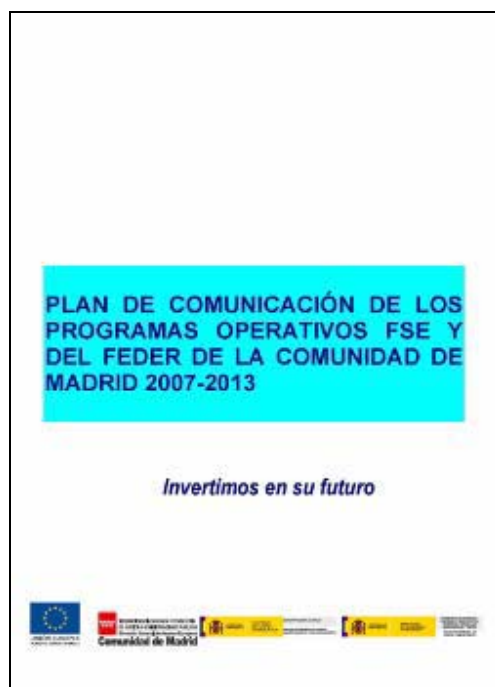 PLAN DE COMUNICACIÓN DE LOS
PROGRAMAS OPERATIVOS FSE Y
DEL FEDER DE LA COMUNIDAD DE
MADRID 2007-2013
Invertimos en su futuro
Comunidad de Madrid